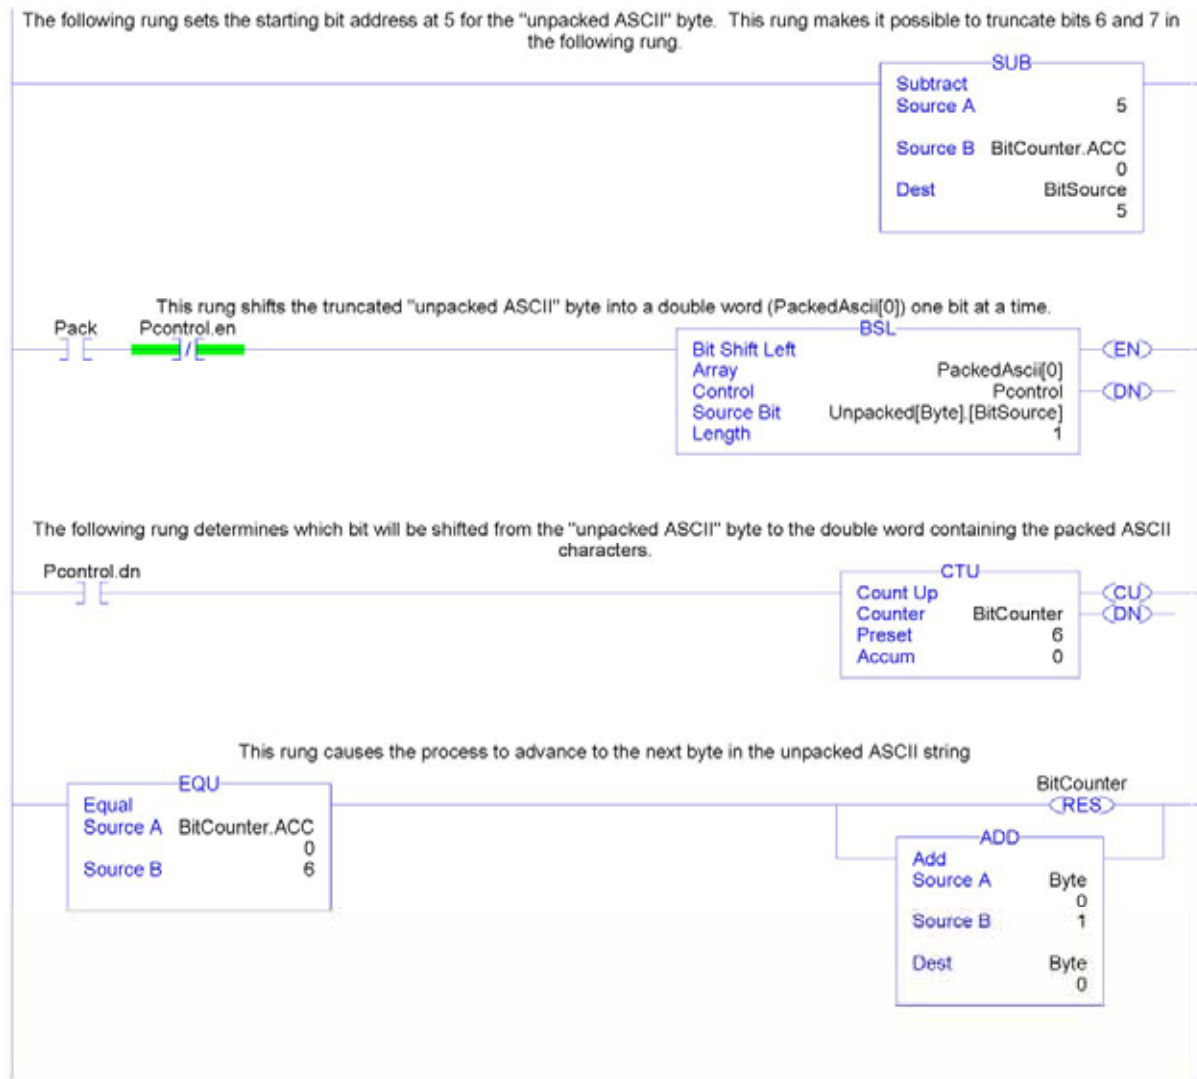 The following rung sets the starting bit address at 5 for the "unpacked ASCII" byte.  This rung makes it possible to truncate bits 6 and 7 in
the following rung.
SUB
Subtract
Source A 5
Source B BitCounter.ACC
0
Dest BitSource
5
This rung shifts the truncated "unpacked ASCII" byte into a double word (PackedAscii[0]) one bit at a time.
Pack Pcontrol.en
BSL
Bit Shift Left EN
Array PackedAscii[0]
Control Pcontrol DN
Source Bit Unpacked[Byte].[BitSource]
Length 1
The following rung determines which bit will be shifted from the "unpacked ASCII" byte to the double word containing the packed ASCII
characters.
Pcontrol.dn
CTU
Count Up CU
Counter BitCounter DN
Preset 6
Accum 0
This rung causes the process to advance to the next byte in the unpacked ASCII string
EQU
Equal
Source A BitCounter.ACC
0
Source B 6
BitCounter
RES
ADD
Add
Source A Byte
0
Source B 1
Dest Byte
0